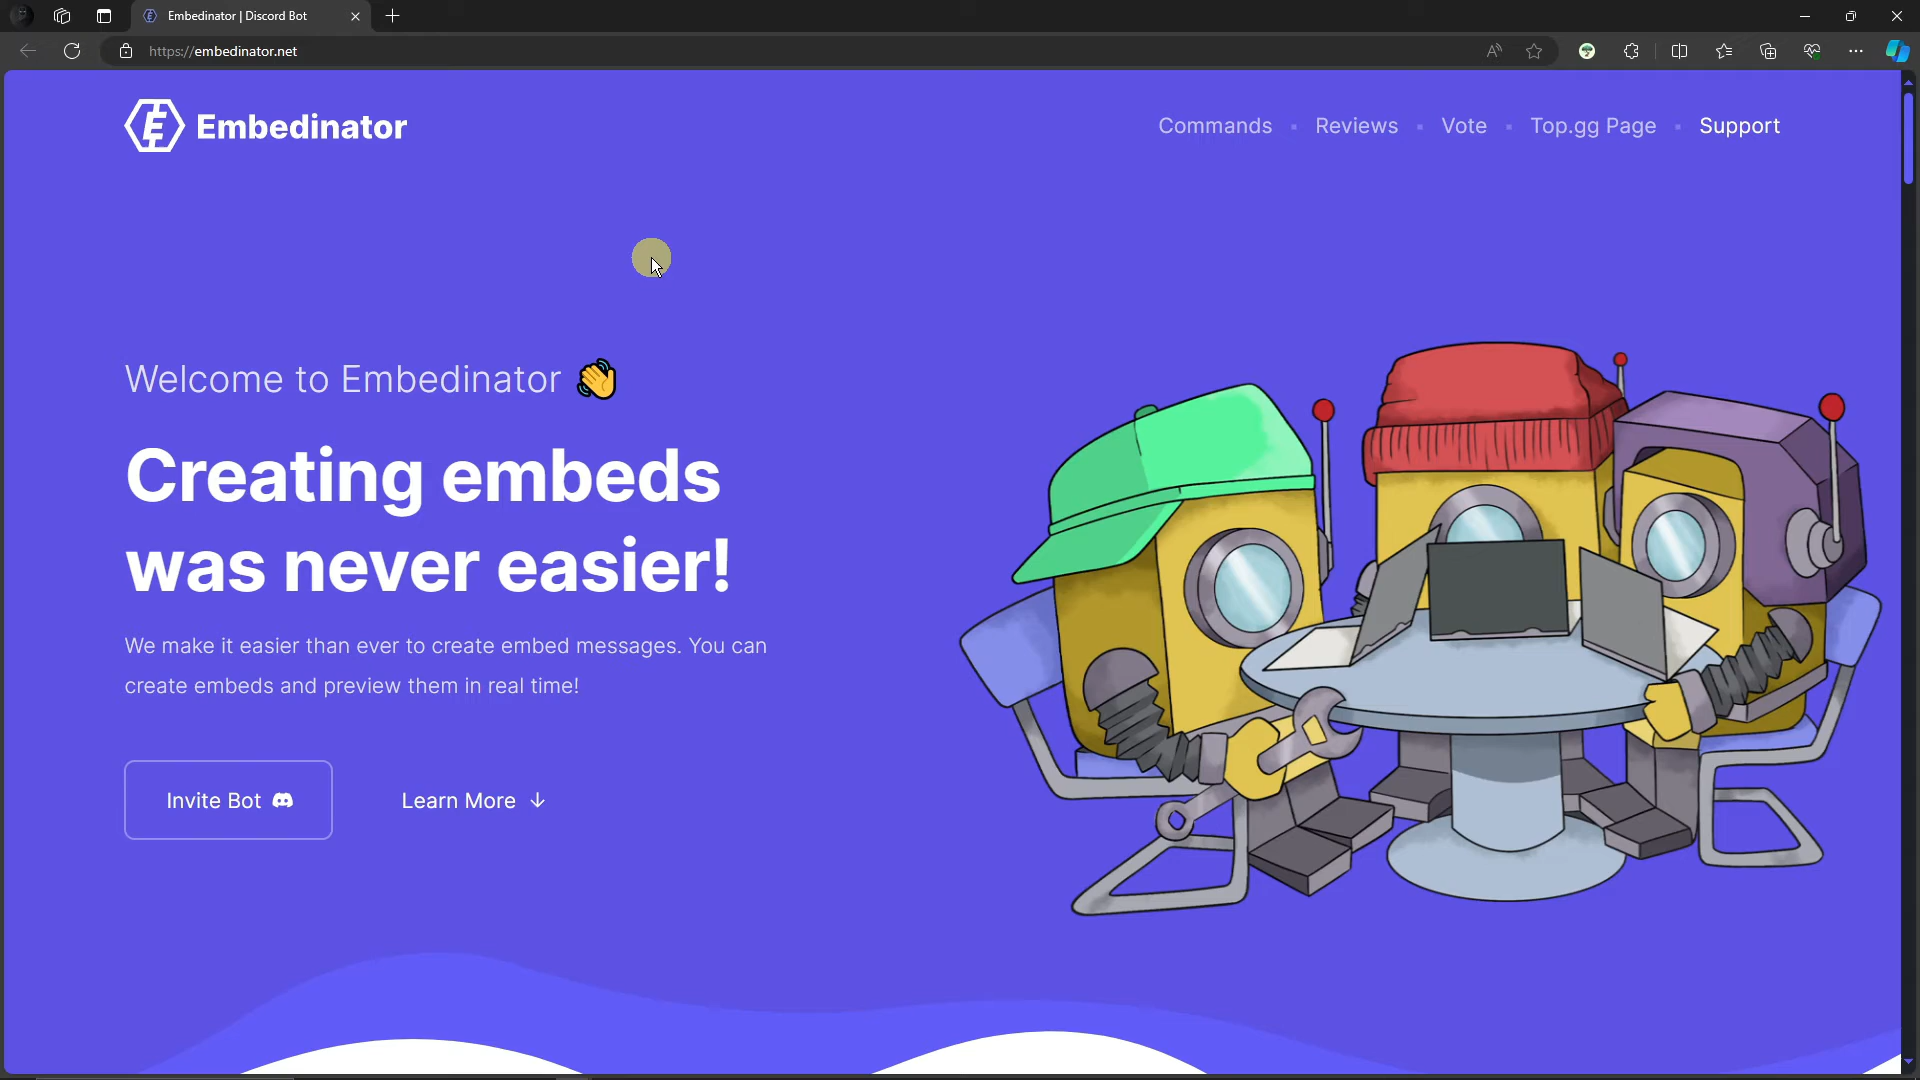 Embedinator | Discord Bot
https://embedinator.net
Embedinator
Commands
Reviews
Vote
Top.gg Page
Support
Welcome to Embedinator 👋
Creating embeds
was never easier!
We make it easier than ever to create embed messages. You can
create embeds and preview them in real time!
Invite Bot
Learn More ↓